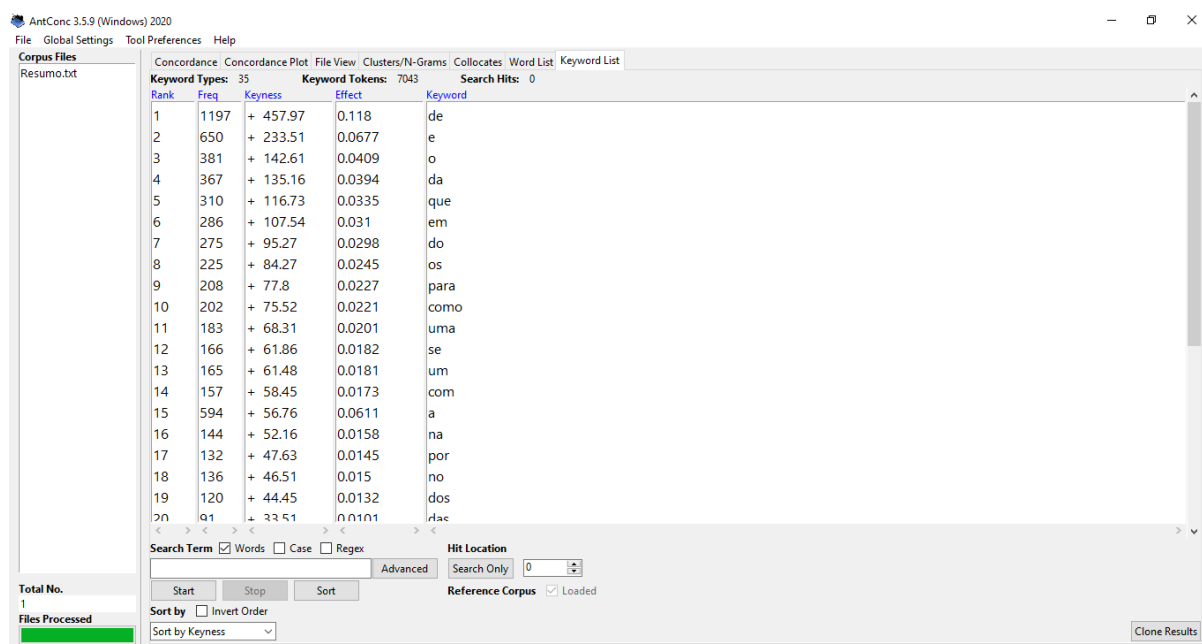 AntConc 3.5.9 (Windows) 2020
File Global Settings Tool Preferences Help
Corpus Files
Resumo.txt
Concordance Concordance Plot File View Clusters/N-Grams Collocates Word List Keyword List
Keyword Types: 35 Keyword Tokens: 7043 Search Hits: 0
Rank Freq Keyness Effect Keyword
1 1197 + 457.97 0.118 de
2 650 + 233.51 0.0677 e
3 381 + 142.61 0.0409 o
4 367 + 135.16 0.0394 da
5 310 + 116.73 0.0335 que
6 286 + 107.54 0.031 em
7 275 + 95.27 0.0298 do
8 225 + 84.27 0.0245 os
9 208 + 77.8 0.0227 para
10 202 + 75.52 0.0221 como
11 183 + 68.31 0.0201 uma
12 166 + 61.86 0.0182 se
13 165 + 61.48 0.0181 um
14 157 + 58.45 0.0173 com
15 594 + 56.76 0.0611 a
16 144 + 52.16 0.0158 na
17 132 + 47.63 0.0145 por
18 136 + 46.51 0.015 no
19 120 + 44.45 0.0132 dos
20 91 + 33.51 0.0101 das
Search Term Words Case Regex Hit Location
Advanced Search Only 0
Total No.
1
Start Stop Sort Reference Corpus Loaded
Files Processed
Sort by Invert Order
Sort by Keyness Clone Results